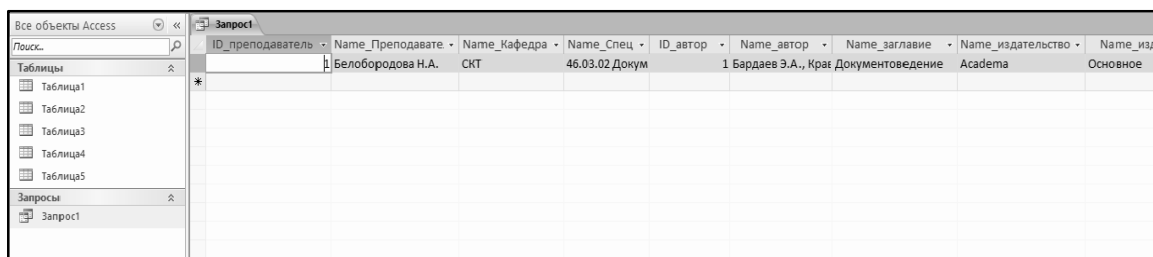 Все объекты Access «
Запрос1
Поиск...
ID_преподаватель Name_Преподавате. Name_Кафедра Name_Спец ID_автор Name_автор Name_заглавие Name_издательство Name_изд
Таблицы
1 Белобородова Н.А. СКТ 46.03.02 Докум 1 Бардаев Э.А., Крав Документоведение Academa Основное
*
Таблица1
Таблица2
Таблица3
Таблица4
Таблица5
Запросы
Запрос1